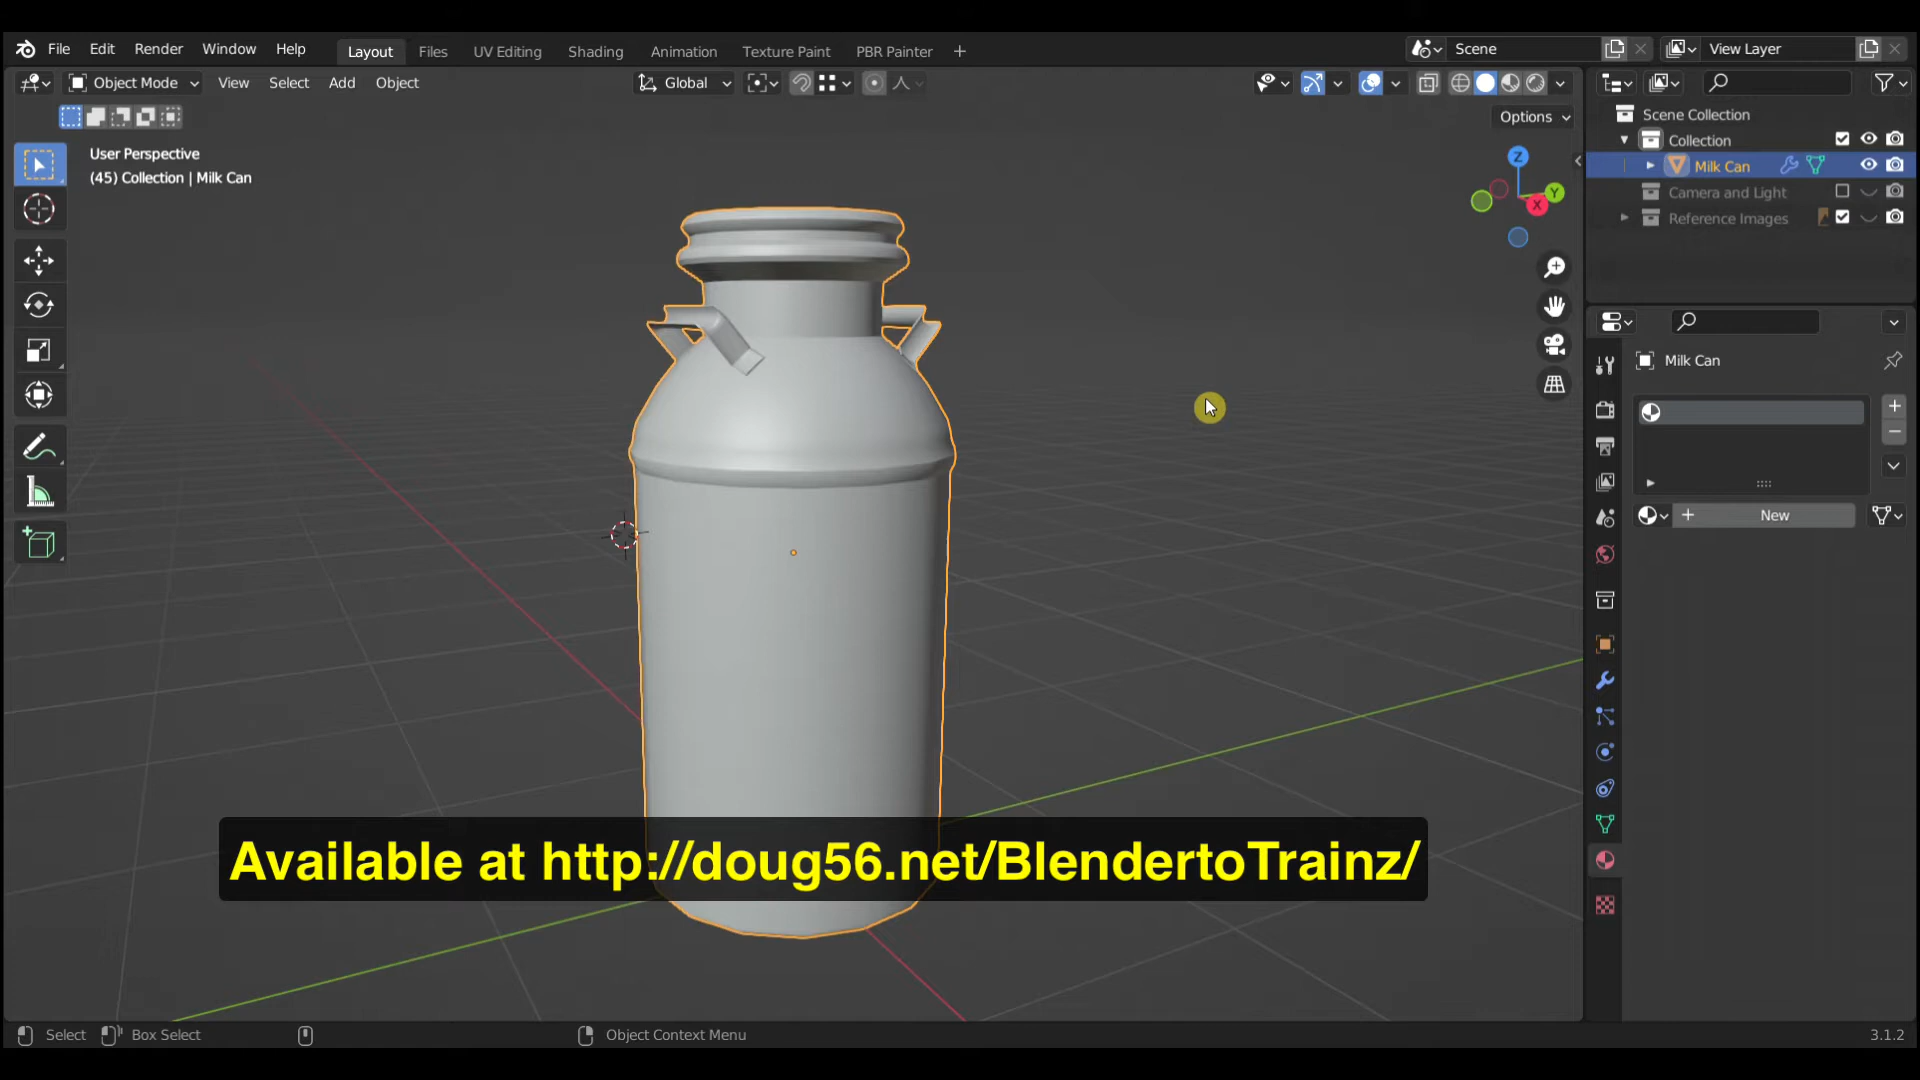 File Edit Render Window Help Layout Files UV Editing Shading Animation Texture Paint PBR Painter + Scene View Layer
Object Mode View Select Add Object Global
Options
User Perspective
(45) Collection | Milk Can
Z
Y
X
Scene Collection
Collection
Milk Can
Camera and Light
Reference Images
Milk Can
New
Available at http://doug56.net/BlendertoTrainz/
Select Box Select Object Context Menu 3.1.2